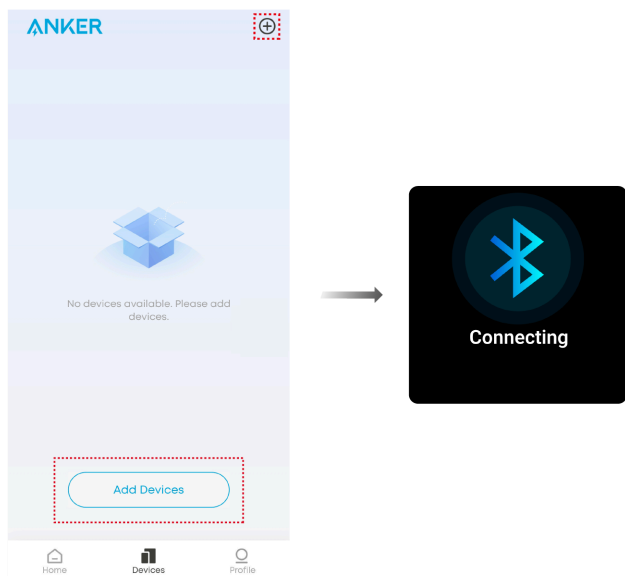 ANKER
No devices available. Please add
devices.
Connecting
Add Devices
Home Devices Profile